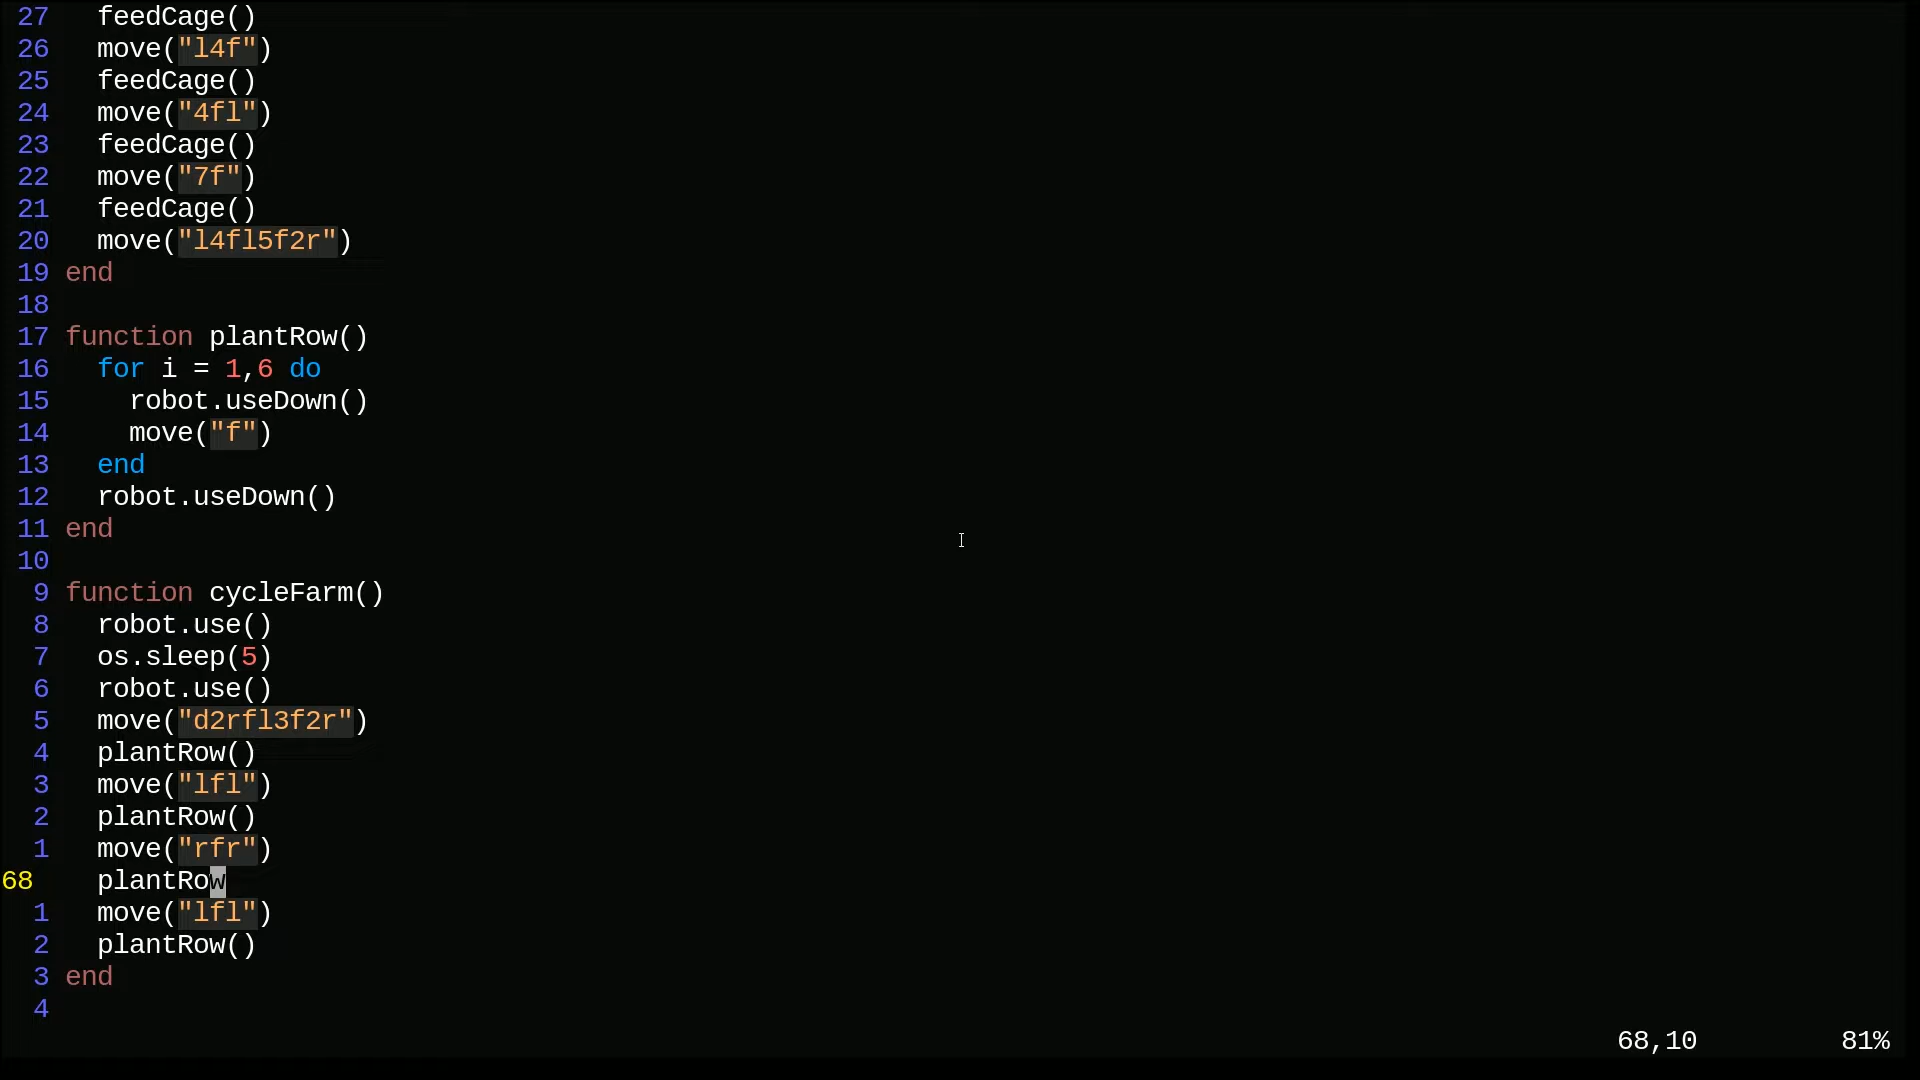 27 feedCage()
26 move("l4f")
25 feedCage()
24 move("4fl")
23 feedCage()
22 move("7f")
21 feedCage()
20 move("l4fl5f2r")
19 end
18
17 function plantRow()
16 for i = 1,6 do
15 robot.useDown()
14 move("f")
13 end
12 robot.useDown()
11 end
10
9 function cycleFarm()
8 robot.use()
7 os.sleep(5)
6 robot.use()
5 move("d2rfl3f2r")
4 plantRow()
3 move("lfl")
2 plantRow()
1 move("rfr")
68 plantRow
1 move("lfl")
2 plantRow()
3 end
4
68,10 81%